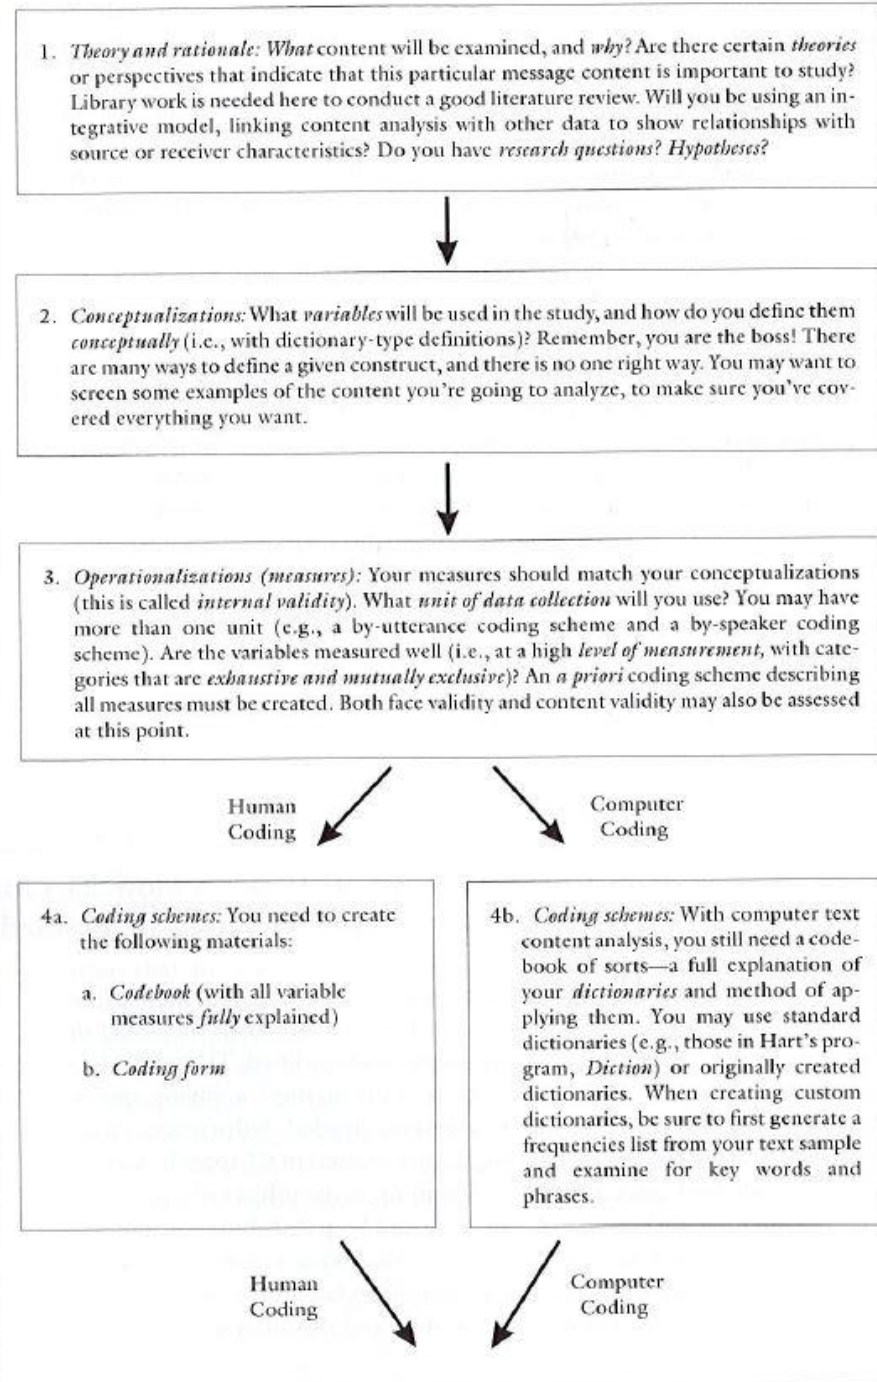 1. Theory and rationale: What content will be examined, and why? Are there certain theories
or perspectives that indicate that this particular message content is important to study?
Library work is needed here to conduct a good literature review. Will you be using an in-
tegrative model, linking content analysis with other data to show relationships with
source or receiver characteristics? Do you have research questions? Hypotheses?
2. Conceptualizations: What variables will be used in the study, and how do you define them
conceptually (i.e., with dictionary-type definitions)? Remember, you are the boss! There
are many ways to define a given construct, and there is no one right way. You may want to
screen some examples of the content you're going to analyze, to make sure you've cov-
ered everything you want.
3. Operationalizations (measures): Your measures should match your conceptualizations
(this is called internal validity). What unit of data collection will you use? You may have
more than one unit (e.g., a by-utterance coding scheme and a by-speaker coding
scheme). Are the variables measured well (i.e., at a high level of measurement, with cate-
gories that are exhaustive and mutually exclusive)? An a priori coding scheme describing
all measures must be created. Both face validity and content validity may also be assessed
at this point.
Human
Coding
Computer
Coding
4a. Coding schemes: You need to create
the following materials:
a. Codebook (with all variable
measures fully explained)
b. Coding form
4b. Coding schemes: With computer text
content analysis, you still need a code-
book of sorts—a full explanation of
your dictionaries and method of ap-
plying them. You may use standard
dictionaries (e.g., those in Hart's pro-
gram, Diction) or originally created
dictionaries. When creating custom
dictionaries, be sure to first generate a
frequencies list from your text sample
and examine for key words and
phrases.
Human
Coding
Computer
Coding